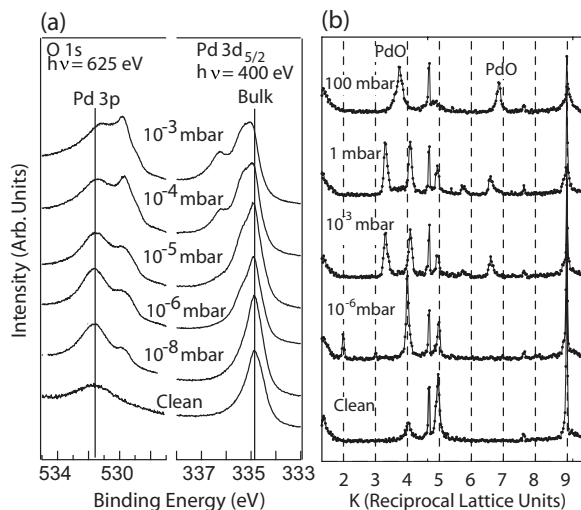 (a)
O 1s
hν = 625 eV
Pd 3p
Pd 3d5/2
hν = 400 eV
Bulk
10-3 mbar
10-4 mbar
10-5 mbar
10-6 mbar
10-8 mbar
Clean
Intensity (Arb. Units)
534 530 337 335 333
Binding Energy (eV)
(b)
PdO
PdO
100 mbar
1 mbar
103 mbar
10-6 mbar
Clean
2 3 4 5 6 7 8 9
K (Reciprocal Lattice Units)